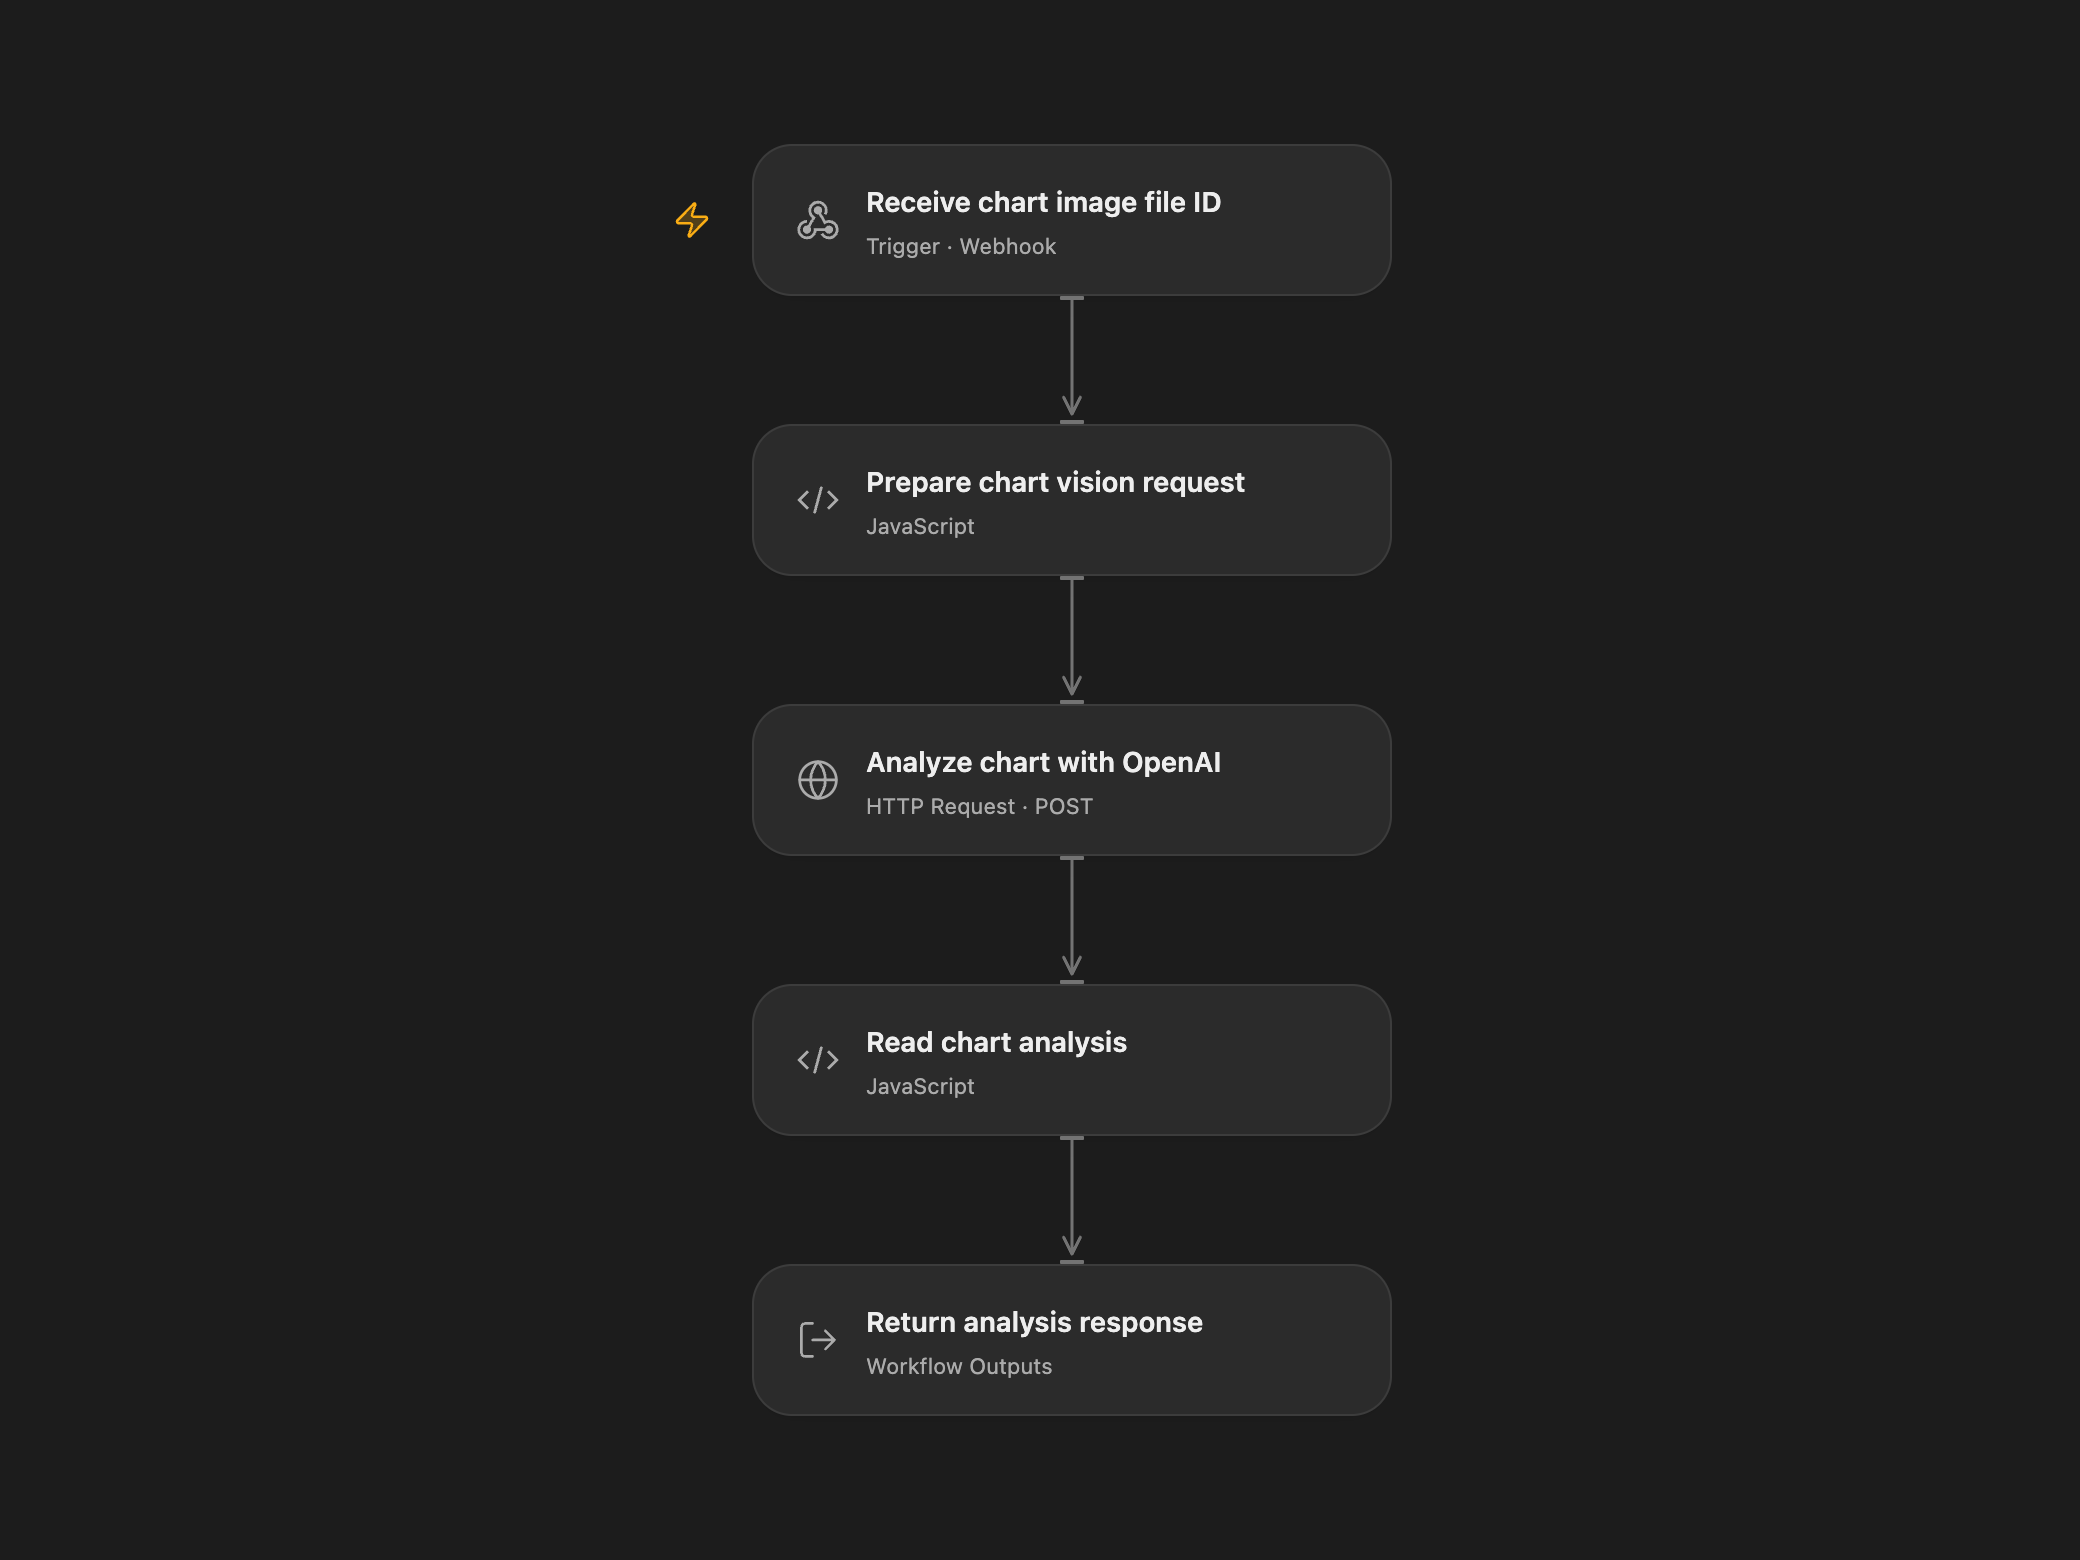 Receive chart image file ID
Trigger · Webhook
Prepare chart vision request
JavaScript
Analyze chart with OpenAI
HTTP Request · POST
Read chart analysis
JavaScript
Return analysis response
Workflow Outputs